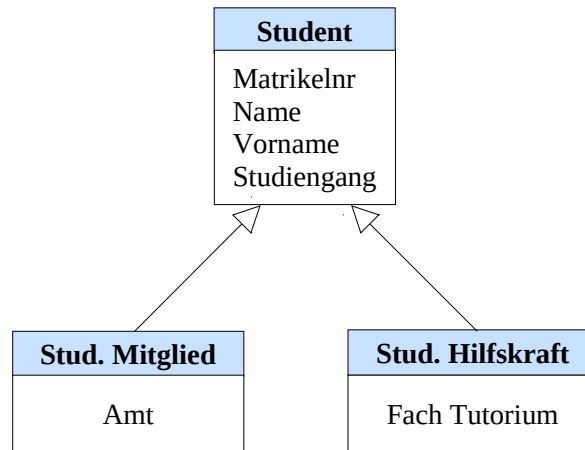 Student
Matrikelnr
Name
Vorname
Studiengang
Stud. Mitglied
Amt
Stud. Hilfskraft
Fach Tutorium